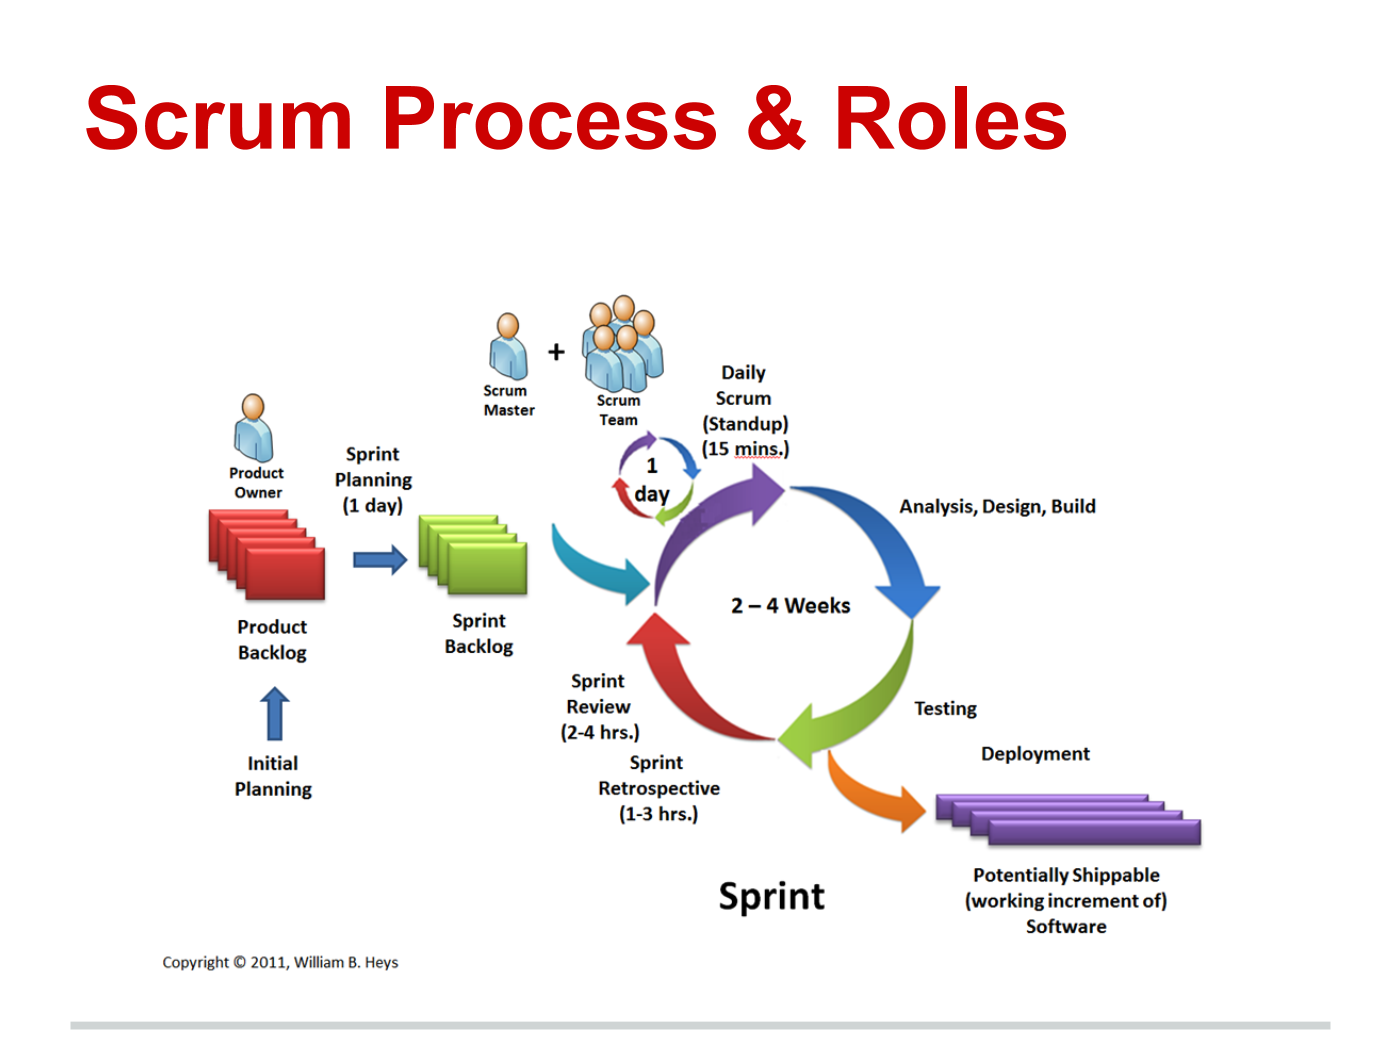 Scrum Process & Roles
+
Scrum
Master
Scrum
Team
Daily
Scrum
(Standup)
(15 mins.)
Product
Owner
Sprint
Planning
(1 day)
1
day
Analysis, Design, Build
2 – 4 Weeks
Product
Backlog
Sprint
Backlog
Sprint
Review
(2-4 hrs.)
Testing
Initial
Planning
Sprint
Retrospective
(1-3 hrs.)
Deployment
Sprint
Potentially Shippable
(working increment of)
Software
Copyright © 2011, William B. Heys